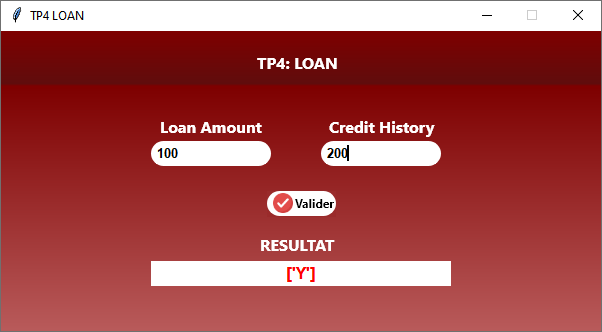 TP4 LOAN
TP4: LOAN
Loan Amount Credit History
100 200
Valider
RESULTAT
['Y']